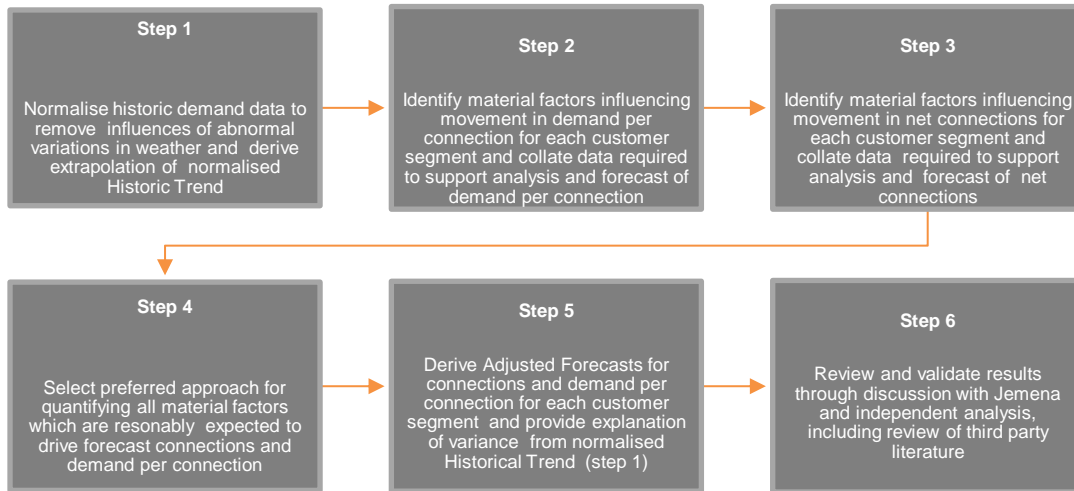 Step 1
Normalise historic demand data to
remove influences of abnormal
variations in weather and derive
extrapolation of normalised
Historic Trend
Step 2
Identify material factors influencing
movement in demand per
connection for each customer
segment and collate data required
to support analysis and forecast of
demand per connection
Step 3
Identify material factors influencing
movement in net connections for
each customer segment and
collate data required to support
analysis and forecast of net
connections
Step 4
Select preferred approach for
quantifying all material factors
which are resonably expected to
drive forecast connections and
demand per connection
Step 5
Derive Adjusted Forecasts for
connections and demand per
connection for each customer
segment and provide explanation
of variance from normalised
Historical Trend (step 1)
Step 6
Review and validate results
through discussion with Jemena
and independent analysis,
including review of third party
literature